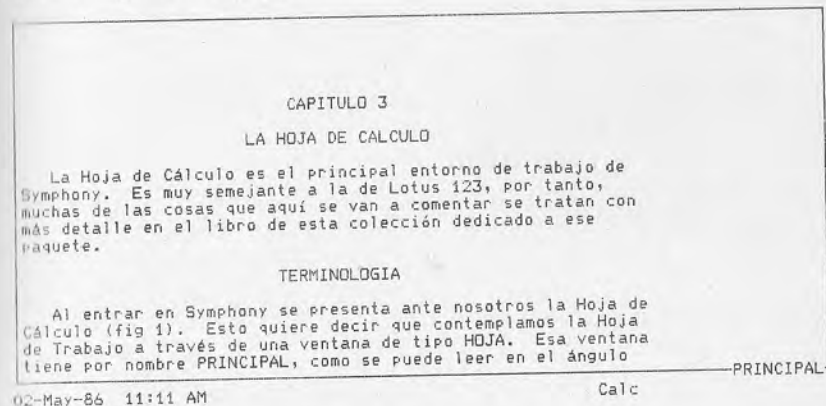 CAPITULO 3
LA HOJA DE CALCULO
La Hoja de Cálculo es el principal entorno de trabajo de
Symphony. Es muy semejante a la de Lotus 123, por tanto,
muchas de las cosas que aquí se van a comentar se tratan con
más detalle en el libro de esta colección dedicado a ese
paquete.
TERMINOLOGIA
Al entrar en Symphony se presenta ante nosotros la Hoja de
Cálculo (fig 1). Esto quiere decir que contemplamos la Hoja
de Trabajo a través de una ventana de tipo HOJA. Esa ventana
tiene por nombre PRINCIPAL, como se puede leer en el ángulo
PRINCIPAL
02-May-86 11:11 AM Calc